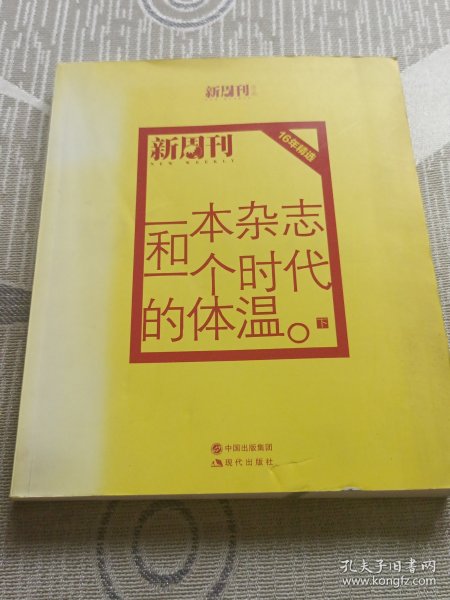 新周刊
新周刊
NEW WEEKLY
16年精选
一本杂志
和
一个时代
的体温。下
中国出版集团
现代出版社
孔夫子旧书网
www.kongfz.com